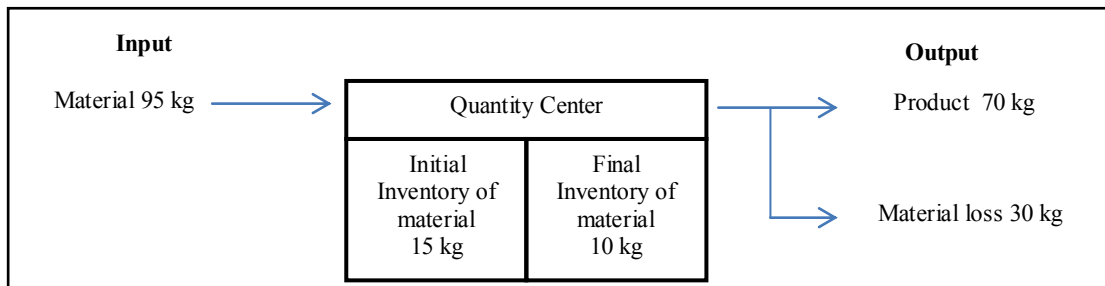 Input
Output
Material 95 kg
Quantity Center
Product 70 kg
Initial
Inventory of
material
15 kg
Final
Inventory of
material
10 kg
Material loss 30 kg